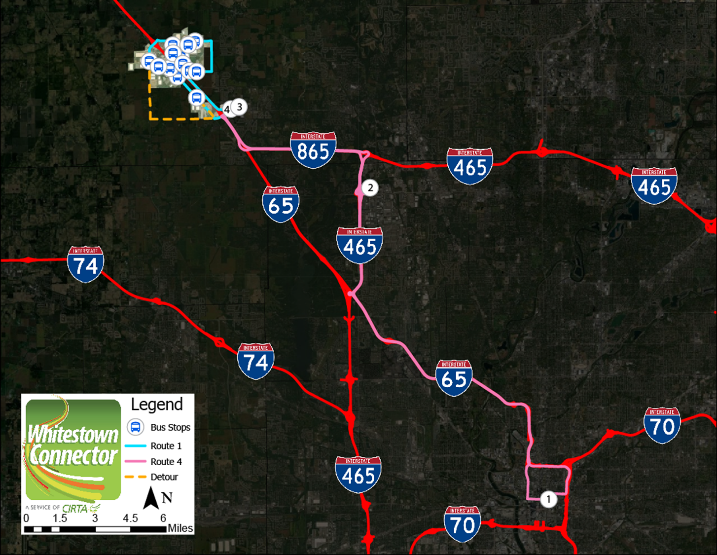 4 3
INTERSTATE
865
INTERSTATE
465
INTERSTATE
465
2
INTERSTATE
65
INTERSTATE
465
INTERSTATE
74
INTERSTATE
74
INTERSTATE
65
INTERSTATE
70
INTERSTATE
465
1
INTERSTATE
70
Legend
Bus Stops
Route 1
Route 4
Detour
Whitestown
Connector
A SERVICE OF CIRTA
N
0 1.5 3 4.5 6
Miles